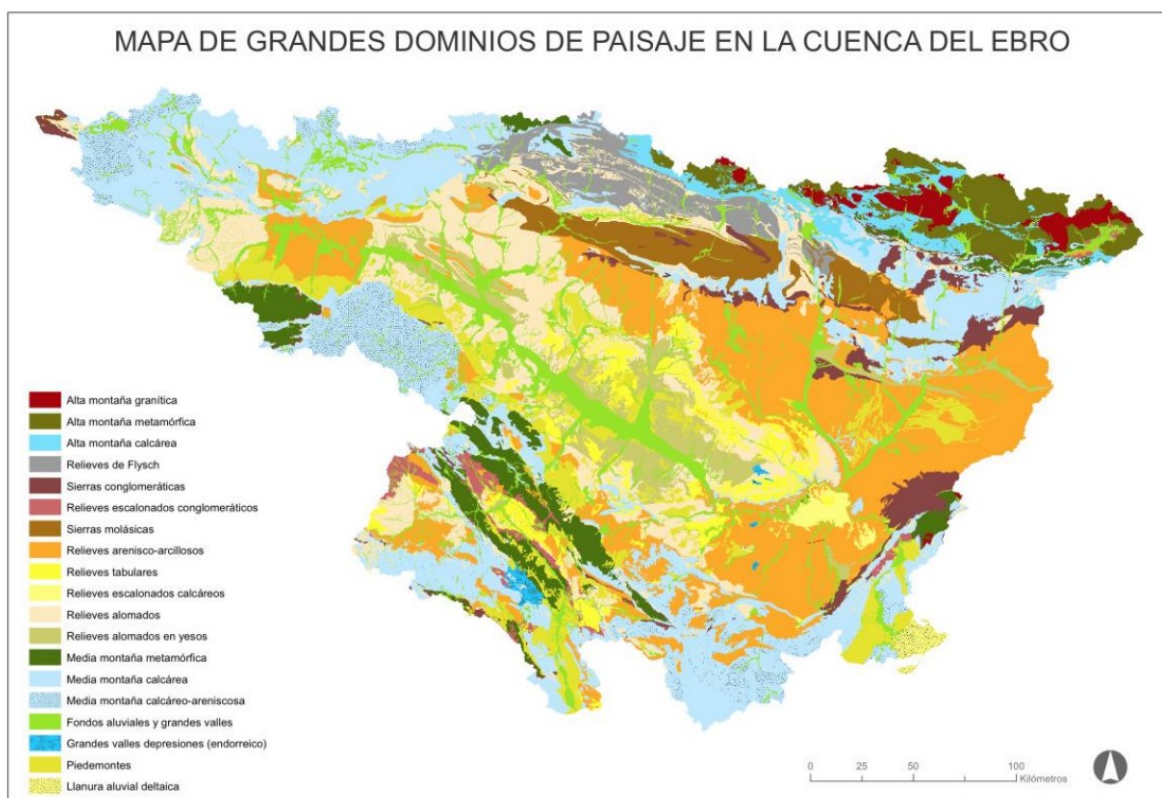 MAPA DE GRANDES DOMINIOS DE PAISAJE EN LA CUENCA DEL EBRO
Alta montaña granítica
Alta montaña metamórfica
Alta montaña calcárea
Relieves de Flysch
Sierras conglomeráticas
Relieves escalonados conglomeráticos
Sierras molásicas
Relieves arenisco-arcillosos
Relieves tabulares
Relieves escalonados calcáreos
Relieves alomados
Relieves alomados en yesos
Media montaña metamórfica
Media montaña calcárea
Media montaña calcáreo-areniscosa
Fondos aluviales y grandes valles
Grandes valles depresiones (endorreico)
Piedemontes
Llanura aluvial deltaica
0 25 50 100
Kilómetros